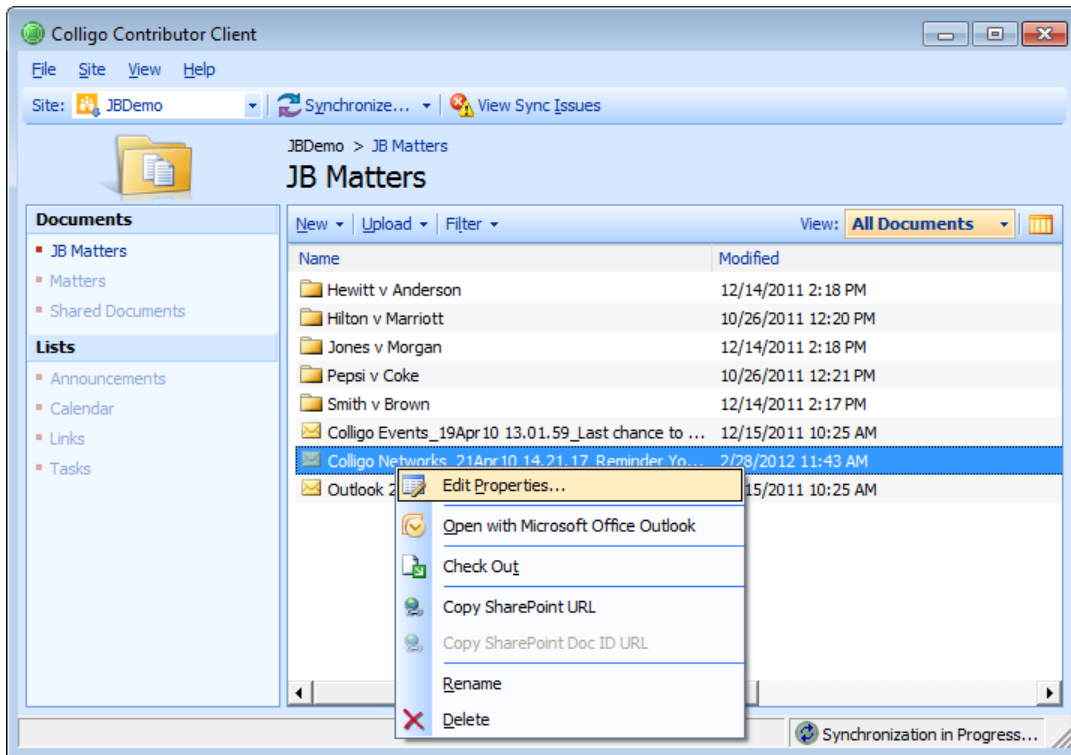 Colligo Contributor Client
File Site View Help
Site: JBDemo Synchronize... View Sync Issues
JBDemo > JB Matters
JB Matters
Documents
JB Matters
Matters
Shared Documents
Lists
Announcements
Calendar
Links
Tasks
New Upload Filter View: All Documents
Name Modified
Hewitt v Anderson 12/14/2011 2:18 PM
Hilton v Marriott 10/26/2011 12:20 PM
Jones v Morgan 12/14/2011 2:18 PM
Pepsi v Coke 10/26/2011 12:21 PM
Smith v Brown 12/14/2011 2:17 PM
Colligo Events_19Apr10 13.01.59_Last chance to ... 12/15/2011 10:25 AM
Colligo Networks_21Apr10 14.21.17_Reminder Yo... 2/28/2012 11:43 AM
Outlook 2 15/2011 10:25 AM
Edit Properties...
Open with Microsoft Office Outlook
Check Out
Copy SharePoint URL
Copy SharePoint Doc ID URL
Rename
Delete
Synchronization in Progress...